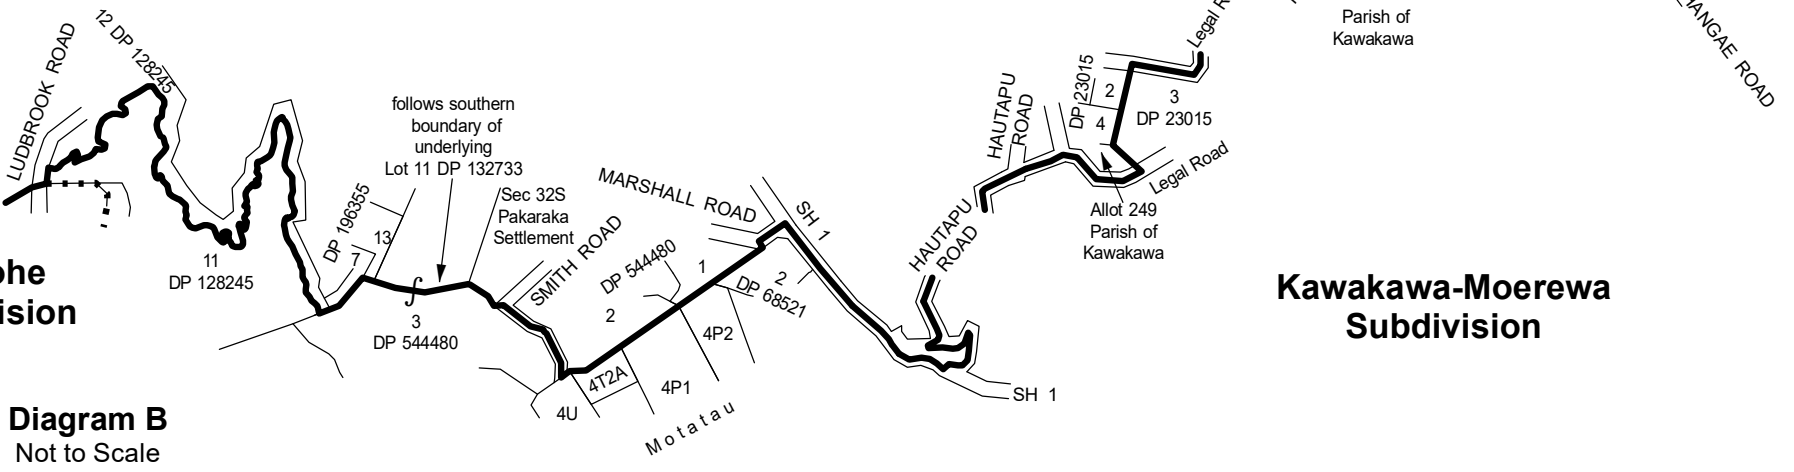 LUDBROOK ROAD
12 DP 128245
11
DP 128245
DP 196355
7
13
follows southern
boundary of
underlying
Lot 11 DP 132733
Sec 32S
Pakaraka
Settlement
3
DP 544480
SMITH ROAD
MARSHALL ROAD
DP 544480
1
2
SH 1
2
DP 68521
4P2
4P1
4T2A
4U
Motatau
SH 1
HAUTAPU
ROAD
HAUTAPU
ROAD
DP 23015
2
4
3
DP 23015
Legal Road
Allot 249
Parish of
Kawakawa
Legal R
Parish of
Kawakawa
HANGAE ROAD
ohe
ision
Kawakawa-Moerewa
Subdivision
Diagram B
Not to Scale